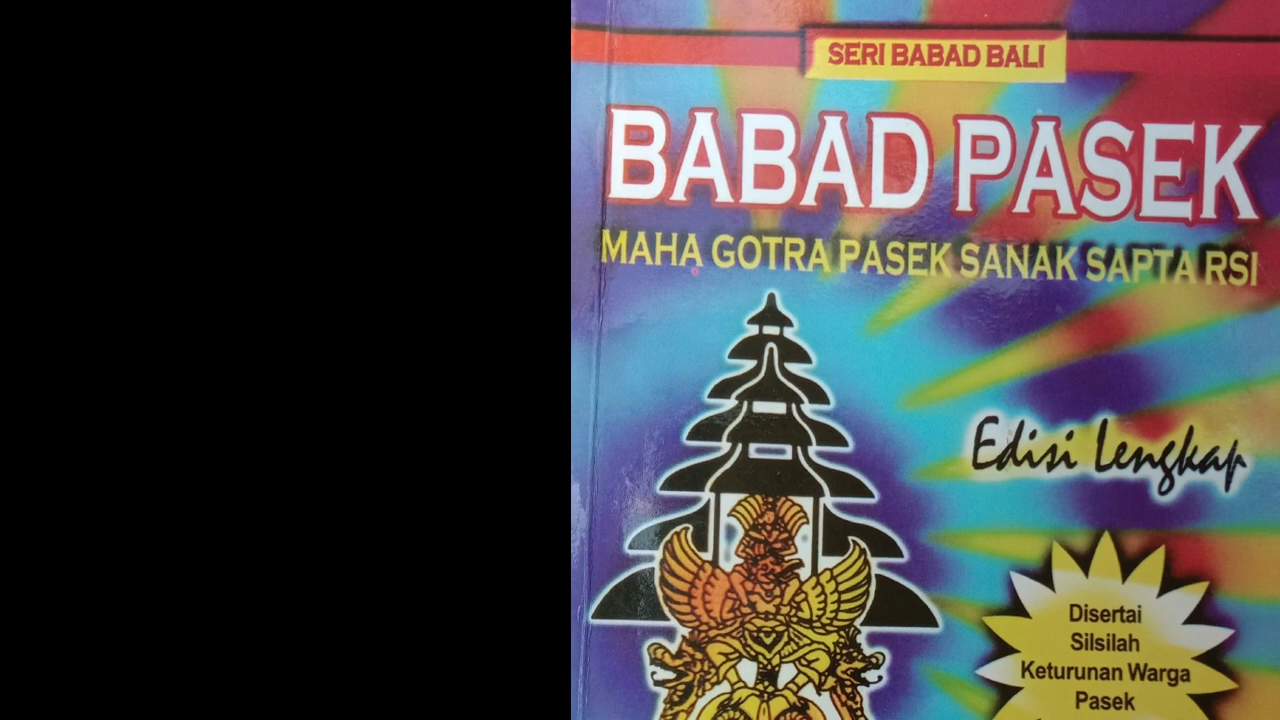 SERI BABAD BALI
BABAD PASEK
MAHA GOTRA PASEK SANAK SAPTA RSI
Edisi Lengkap
Disertai
Silsilah
Keturunan Warga
Pasek